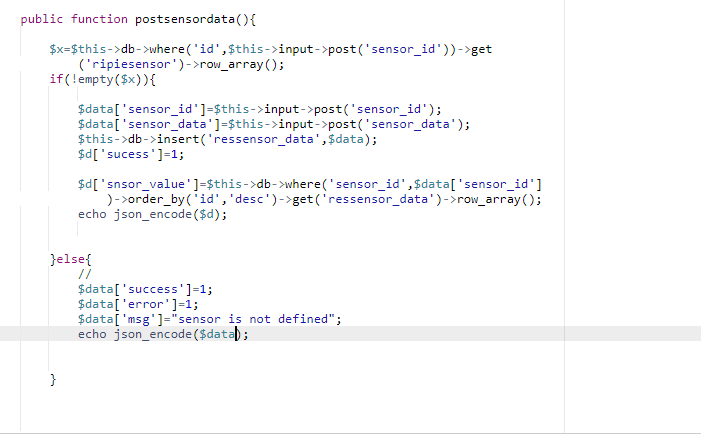 public function postsensordata(){
$x=$this->db->where('id',$this->input->post('sensor_id'))->get
('ripiesensor')->row_array();
if(!empty($x)){
$data['sensor_id']=$this->input->post('sensor_id');
$data['sensor_data']=$this->input->post('sensor_data');
$this->db->insert('ressensor_data',$data);
$d['sucess']=1;
$d['snsor_value']=$this->db->where('sensor_id',$data['sensor_id']
)->order_by('id','desc')->get('ressensor_data')->row_array();
echo json_encode($d);
}else{
//
$data['success']=1;
$data['error']=1;
$data['msg']="sensor is not defined";
echo json_encode($data);
}